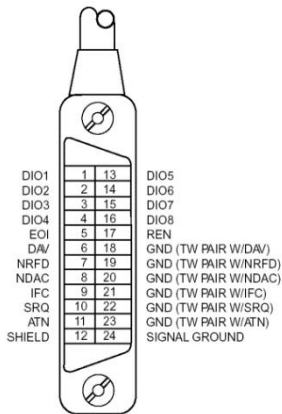 DIO1 1 13 DIO5
DIO2 2 14 DIO6
DIO3 3 15 DIO7
DIO4 4 16 DIO8
EOI 5 17 REN
DAV 6 18 GND (TW PAIR W/DAV)
NRFD 7 19 GND (TW PAIR W/NRFD)
NDAC 8 20 GND (TW PAIR W/NDAC)
IFC 9 21 GND (TW PAIR W/IFC)
SRQ 10 22 GND (TW PAIR W/SRQ)
ATN 11 23 GND (TW PAIR W/ATN)
SHIELD 12 24 SIGNAL GROUND